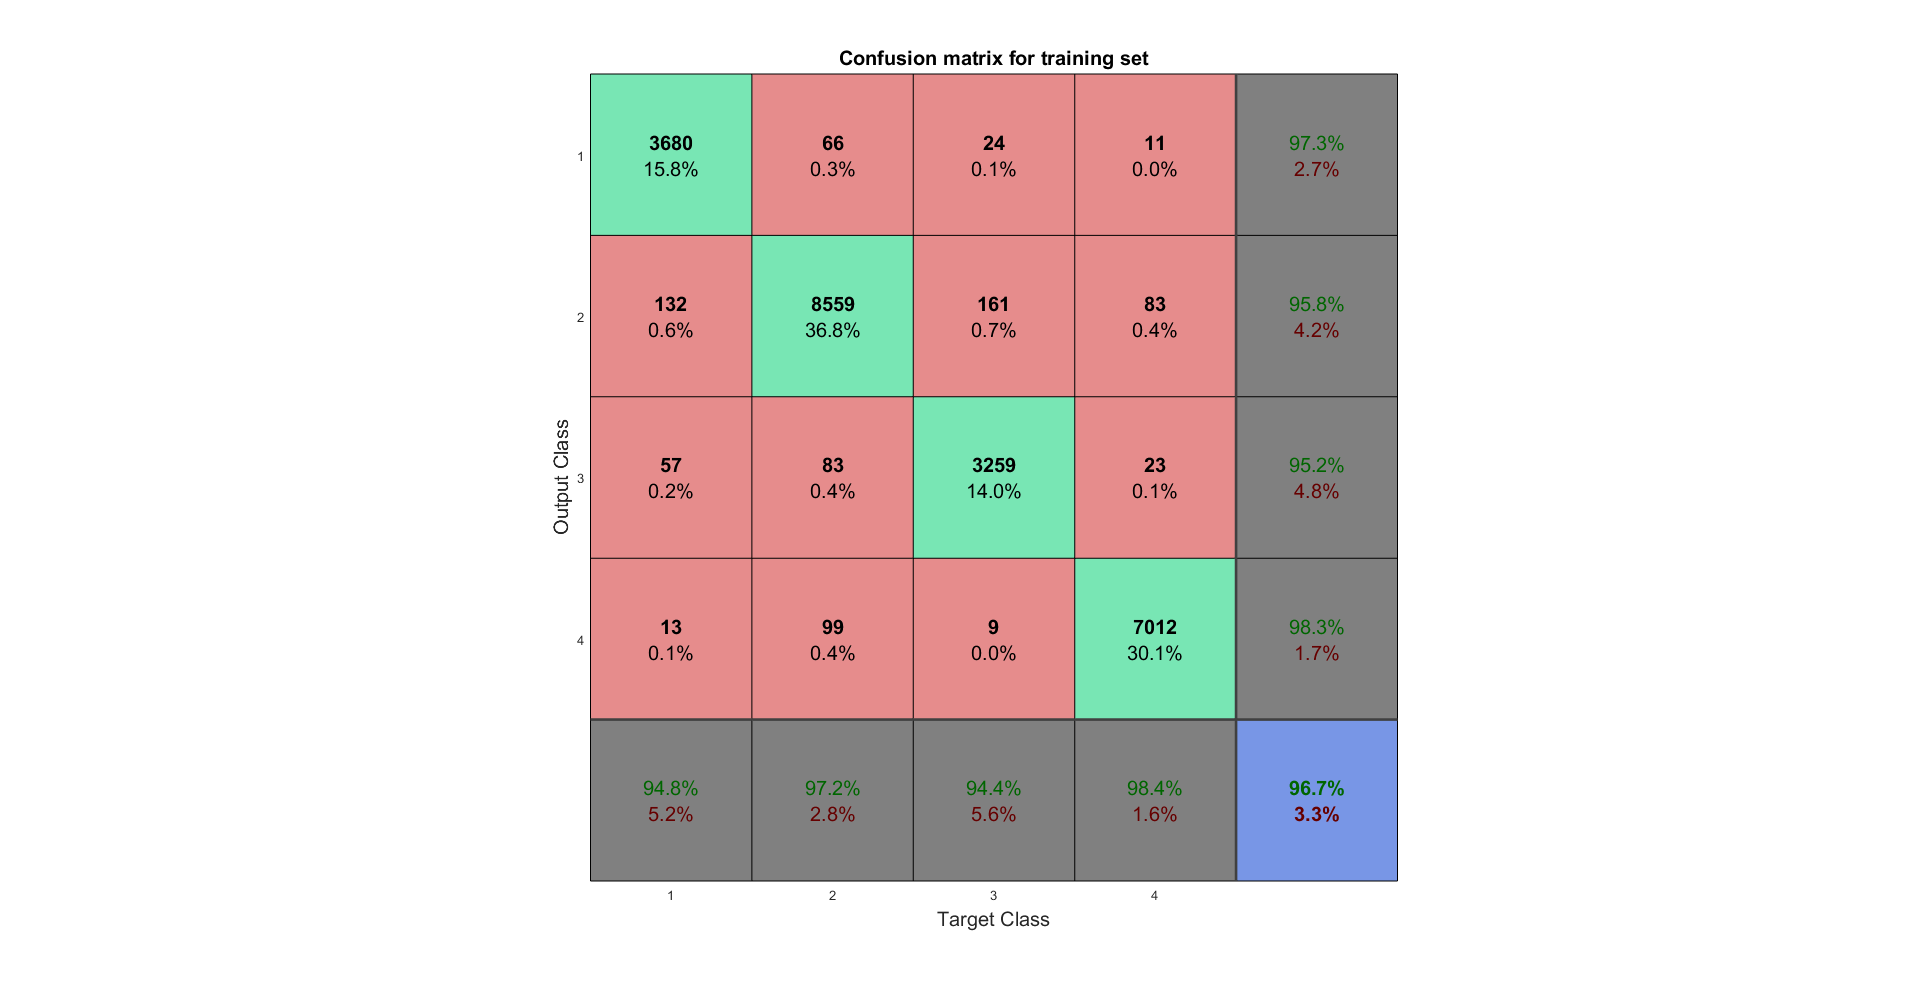 Confusion matrix for training set
3680 66 24 11 97.3%
1
15.8% 0.3% 0.1% 0.0% 2.7%
132 8559 161 83 95.8%
2
0.6% 36.8% 0.7% 0.4% 4.2%
57 83 3259 23 95.2%
3
0.2% 0.4% 14.0% 0.1% 4.8%
13 99 9 7012 98.3%
4
0.1% 0.4% 0.0% 30.1% 1.7%
94.8% 97.2% 94.4% 98.4% 96.7%
5.2% 2.8% 5.6% 1.6% 3.3%
1 2 3 4
Target Class
Output Class